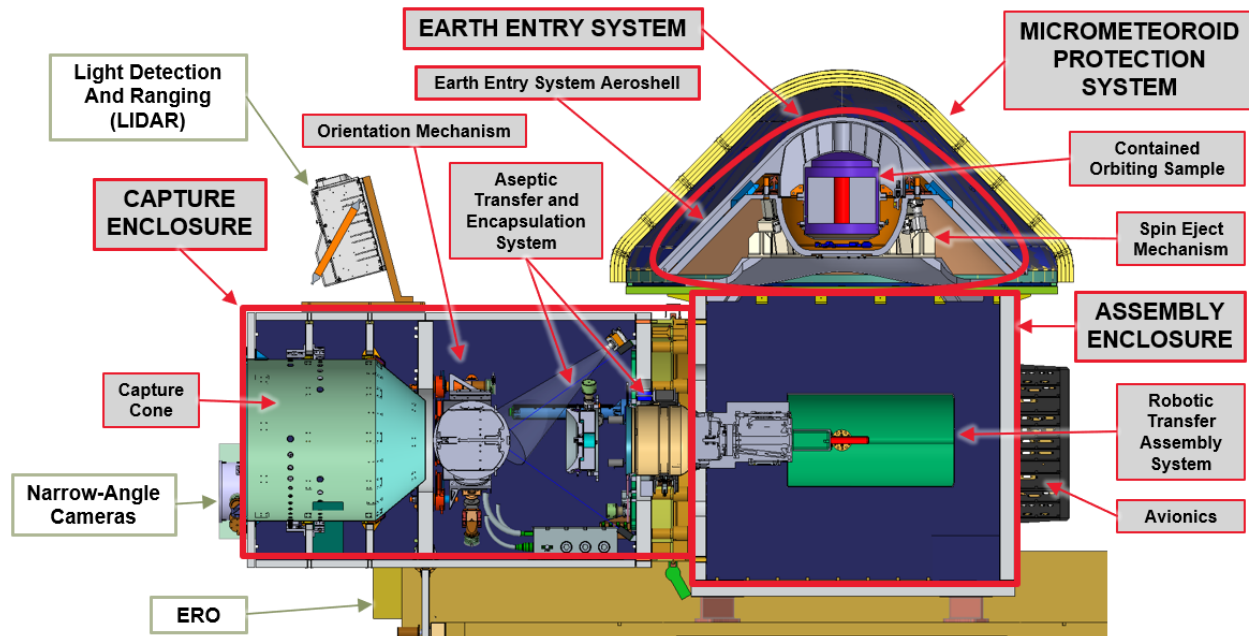 EARTH ENTRY SYSTEM
MICROMETEOROID
PROTECTION
SYSTEM
Light Detection
And Ranging
(LIDAR)
Earth Entry System Aeroshell
Orientation Mechanism
Contained
Orbiting Sample
Aseptic
Transfer and
Encapsulation
System
CAPTURE
ENCLOSURE
Spin Eject
Mechanism
ASSEMBLY
ENCLOSURE
Capture
Cone
Robotic
Transfer
Assembly
System
Narrow-Angle
Cameras
Avionics
ERO